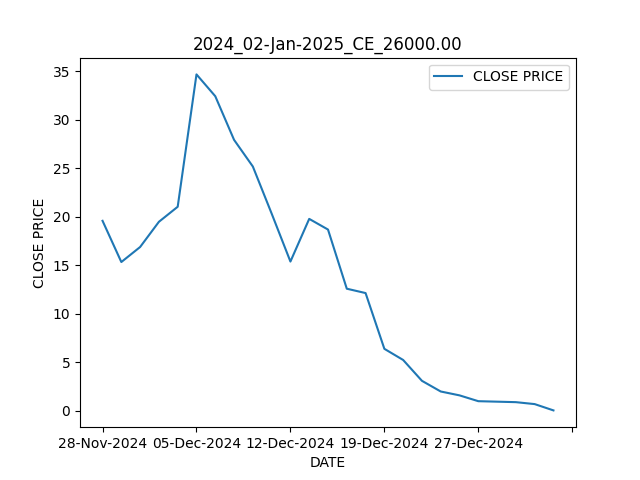 2024_02-Jan-2025_CE_26000.00
CLOSE PRICE
35
30
25
20
15
10
5
0
CLOSE PRICE
28-Nov-2024 05-Dec-2024 12-Dec-2024 19-Dec-2024 27-Dec-2024
DATE